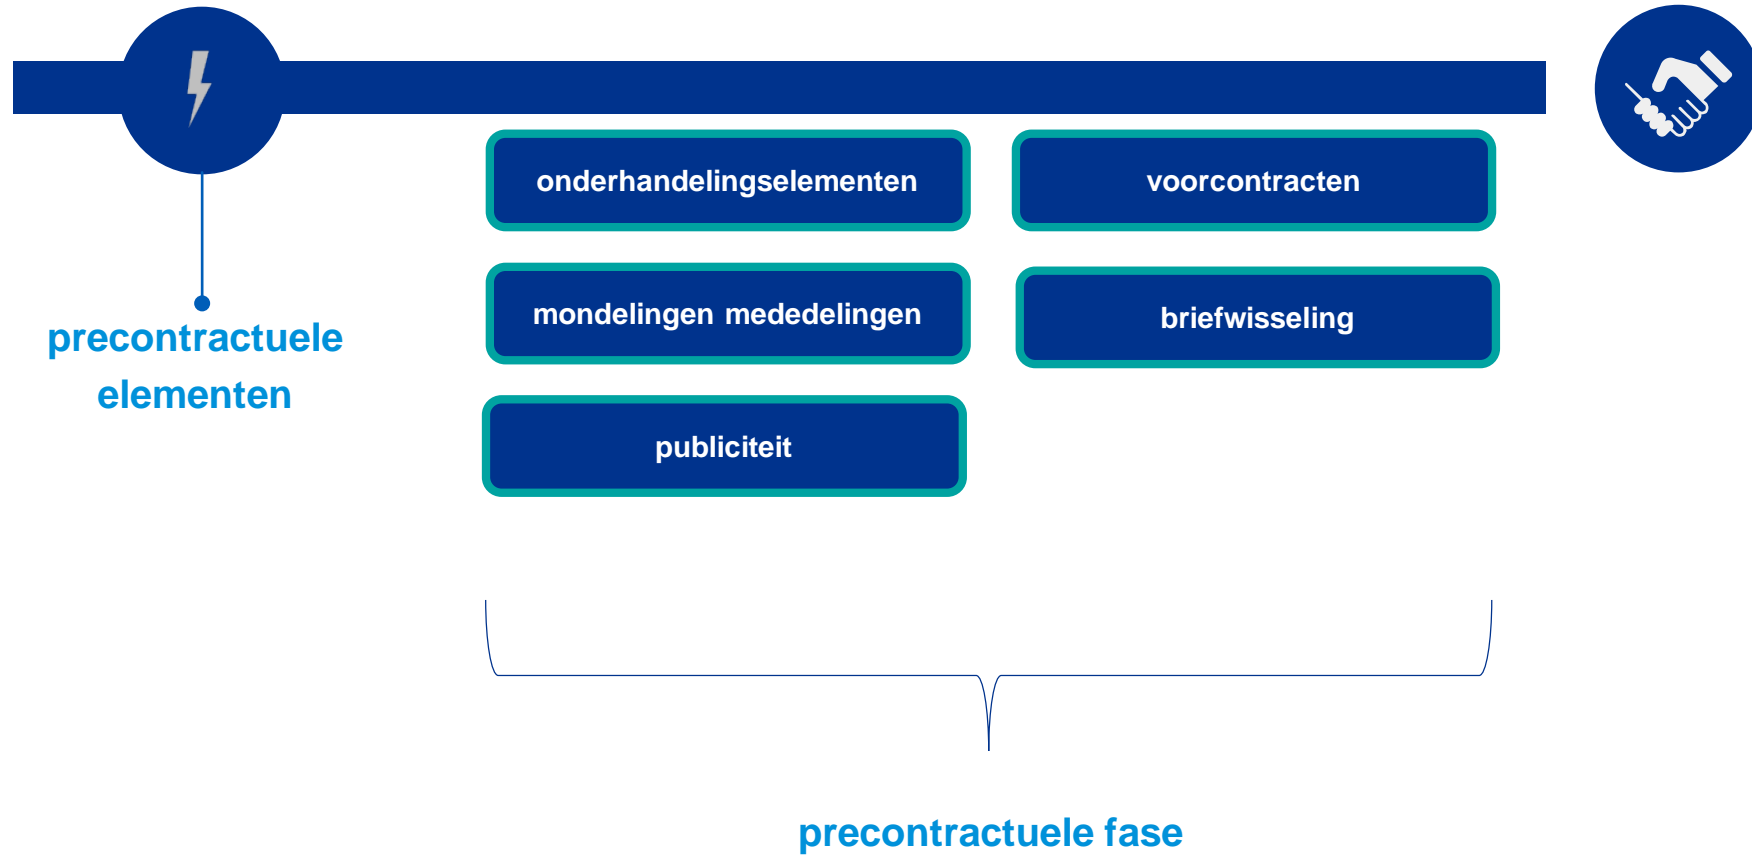 onderhandelingselementen
voorcontracten
mondelingen mededelingen
briefwisseling
precontractuele
elementen
publiciteit
precontractuele fase